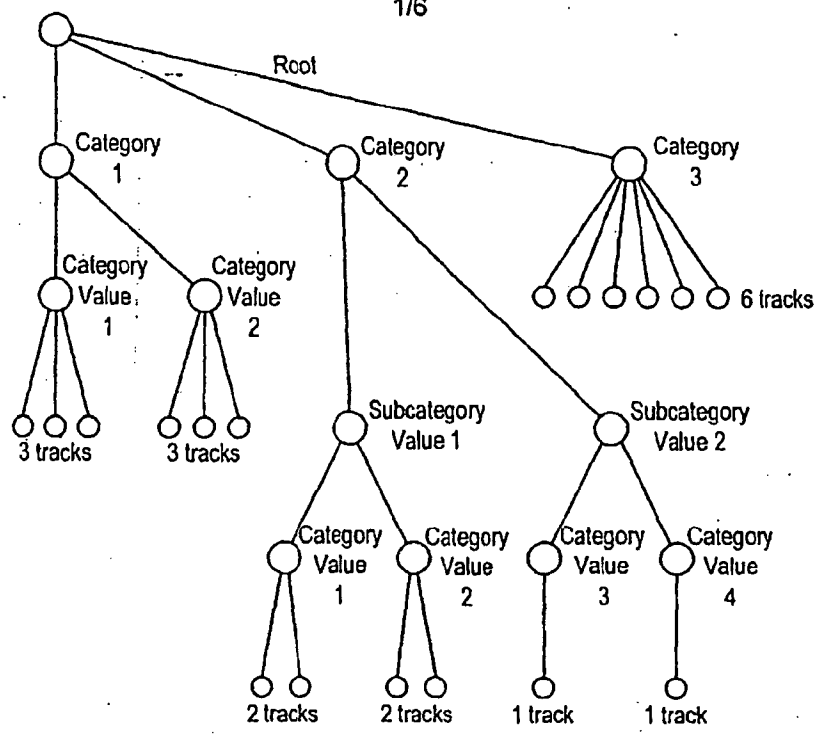 1/6
Root
Category
1
Category
2
Category
3
Category
Value
1
Category
Value
2
6 tracks
3 tracks
3 tracks
Subcategory
Value 1
Subcategory
Value 2
Category
Value
1
Category
Value
2
Category
Value
3
Category
Value
4
2 tracks
2 tracks
1 track
1 track